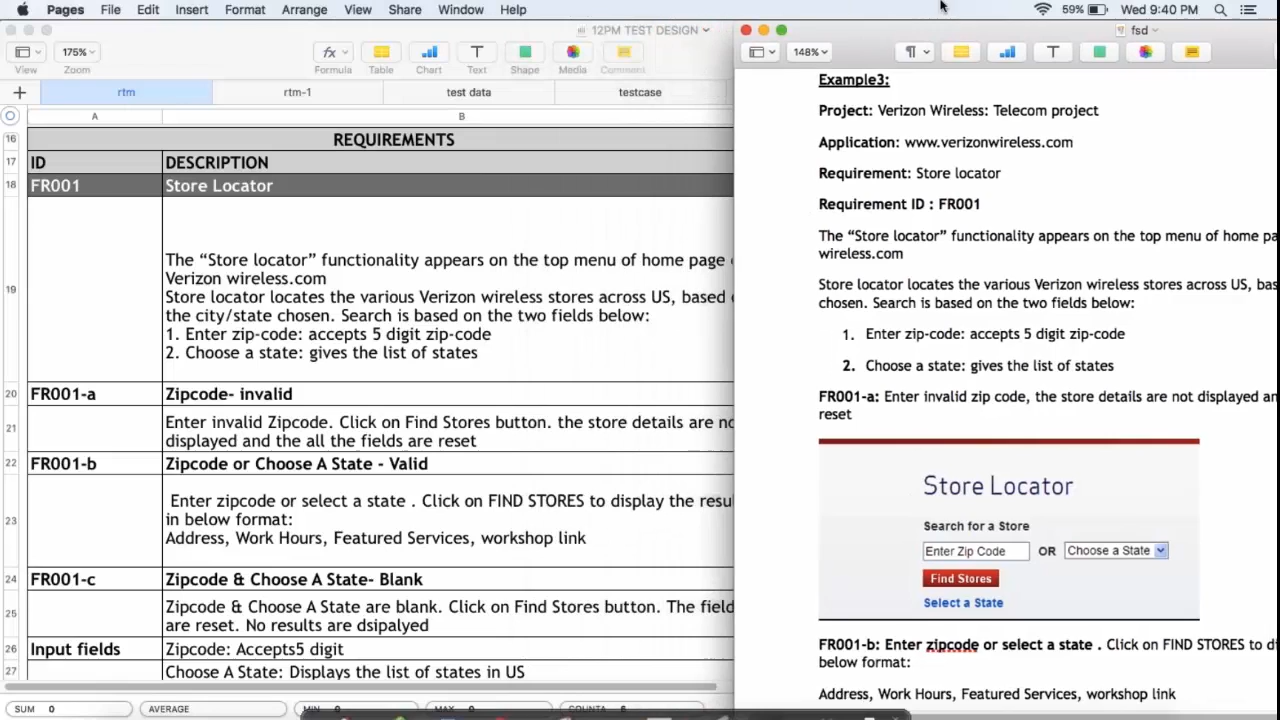 Pages File Edit Insert Format Arrange View Share Window Help 59% Wed 9:40 PM
12PM TEST DESIGN
175%
View Zoom Formula Table Chart Text Shape Media Comment
rtm rtm-1 test data testcase
A B
16 REQUIREMENTS
17 ID DESCRIPTION
18 FR001 Store Locator
The “Store locator” functionality appears on the top menu of home page
Verizon wireless.com
19 Store locator locates the various Verizon wireless stores across US, based
the city/state chosen. Search is based on the two fields below:
1. Enter zip-code: accepts 5 digit zip-code
2. Choose a state: gives the list of states
20 FR001-a Zipcode- invalid
21 Enter invalid Zipcode. Click on Find Stores button. the store details are no
displayed and the all the fields are reset
22 FR001-b Zipcode or Choose A State - Valid
Enter zipcode or select a state . Click on FIND STORES to display the resu
23 in below format:
Address, Work Hours, Featured Services, workshop link
24 FR001-c Zipcode & Choose A State- Blank
25 Zipcode & Choose A State are blank. Click on Find Stores button. The field
are reset. No results are dsipalyed
26 Input fields Zipcode: Accepts5 digit
27 Choose A State: Displays the list of states in US
SUM 0 AVERAGE MIN 0 MAX 0 COUNTA 6
fsd
148%
Example3:
Project: Verizon Wireless: Telecom project
Application: www.verizonwireless.com
Requirement: Store locator
Requirement ID : FR001
The “Store locator” functionality appears on the top menu of home pa
wireless.com
Store locator locates the various Verizon wireless stores across US, bas
chosen. Search is based on the two fields below:
1. Enter zip-code: accepts 5 digit zip-code
2. Choose a state: gives the list of states
FR001-a: Enter invalid zip code, the store details are not displayed an
reset
Store Locator
Search for a Store
Enter Zip Code OR Choose a State
Find Stores
Select a State
FR001-b: Enter zipcode or select a state . Click on FIND STORES to di
below format:
Address, Work Hours, Featured Services, workshop link